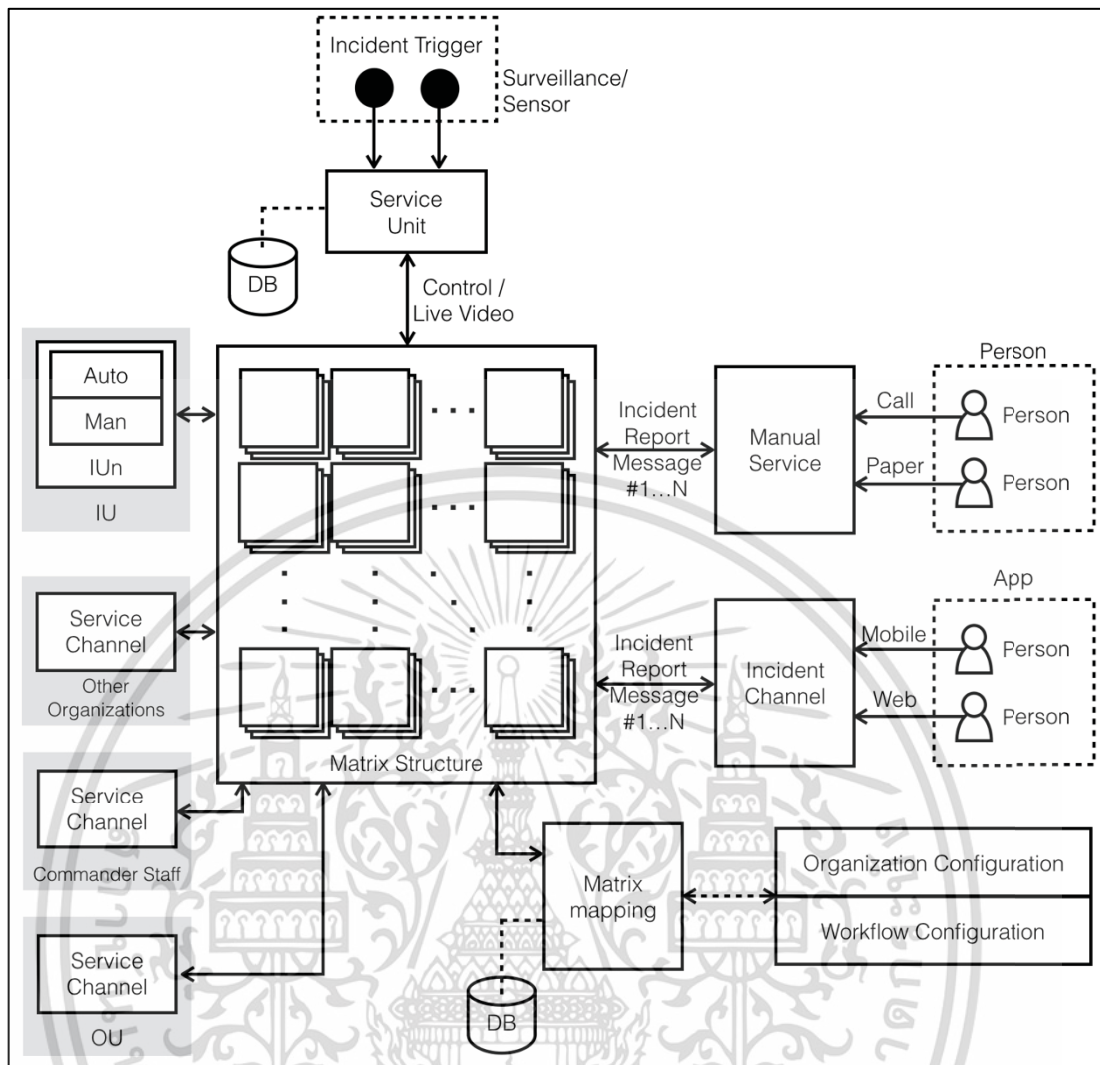 Incident Trigger
Surveillance/
Sensor
Service
Unit
DB
Control /
Live Video
Auto
Man
IUn
IU
Service
Channel
Other
Organizations
Service
Channel
Commander Staff
Service
Channel
OU
Matrix Structure
Incident
Report
Message
#1...N
Manual
Service
Person
Call
Person
Paper
Person
Incident
Report
Message
#1...N
Incident
Channel
App
Mobile
Person
Web
Person
Matrix
mapping
DB
Organization Configuration
Workflow Configuration